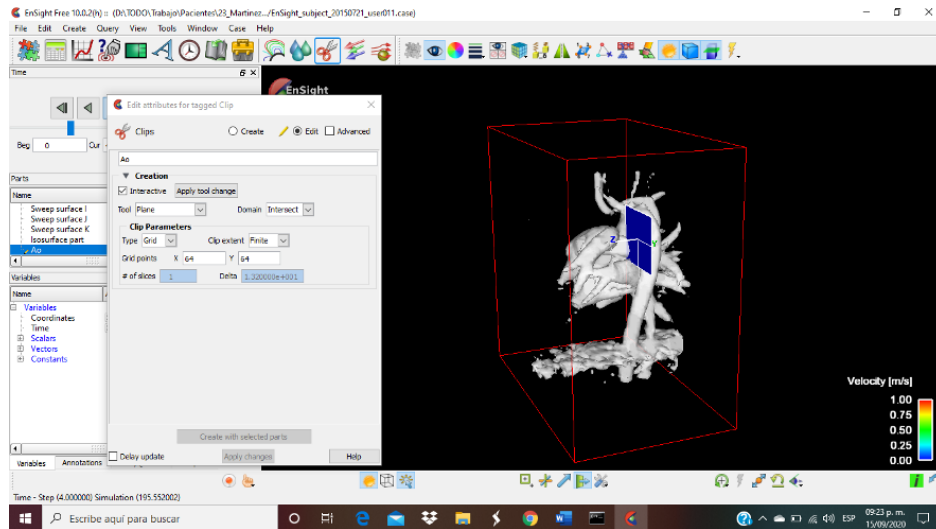 EnSight Free 10.0.2(h) :: (D:\TODO\Trabajo\Pacientes\23_Martinez.../EnSight_subject_20150721_user011.case)
File Edit Create Query View Tools Window Case Help
Time
EnSight
Beg 0 Cur
Parts
Name
Sweep surface I
Sweep surface J
Sweep surface K
Isosurface part
Ao
Variables
Name
Variables
Coordinates
Time
Scalars
Vectors
Constants
Variables Annotations
Edit attributes for tagged Clip
Clips Create Edit Advanced
Ao
Creation
Interactive Apply tool change
Tool Plane Domain Intersect
Clip Parameters
Type Grid Clip extent Finite
Grid points X 64 Y 64
# of slices 1 Delta 1.320000e+001
Create with selected parts
Delay update Apply changes Help
Z Y
Velocity [m/s]
1.00
0.75
0.50
0.25
0.00
Time - Step (4.000000) Simulation (195.552002)
Escribe aquí para buscar
ESP
09:23 p. m.
15/09/2020